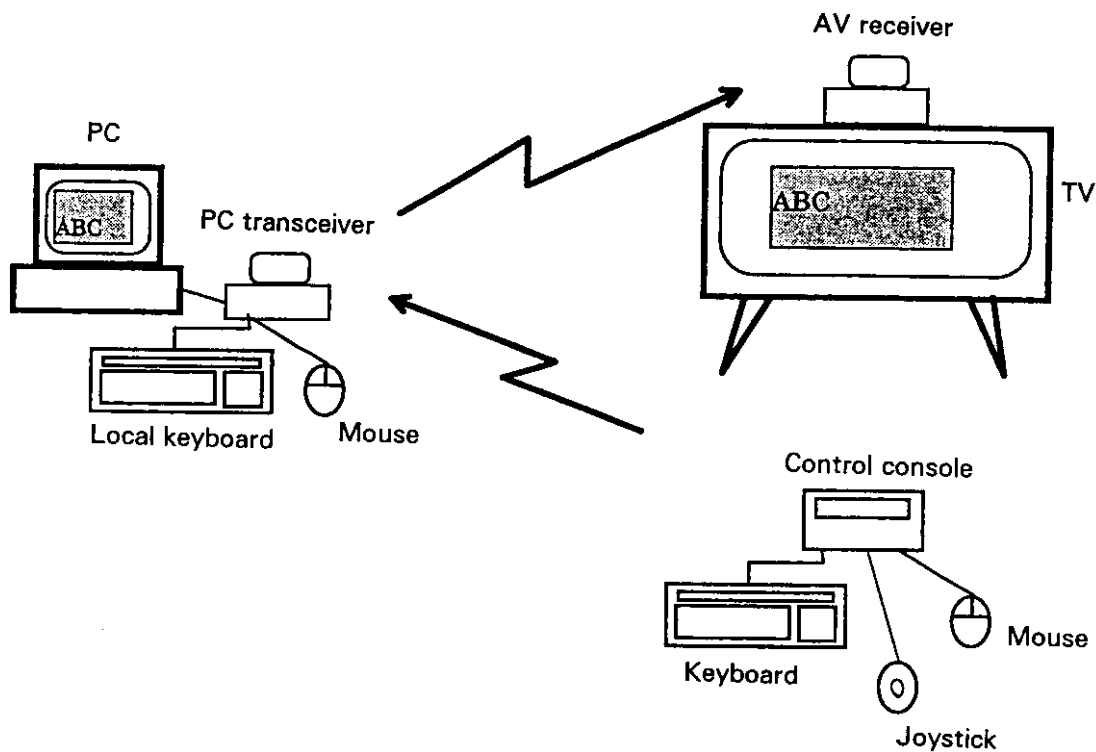 AV receiver
PC
TV
ABC
ABC
PC transceiver
Local keyboard
Mouse
Control console
Mouse
Keyboard
Joystick